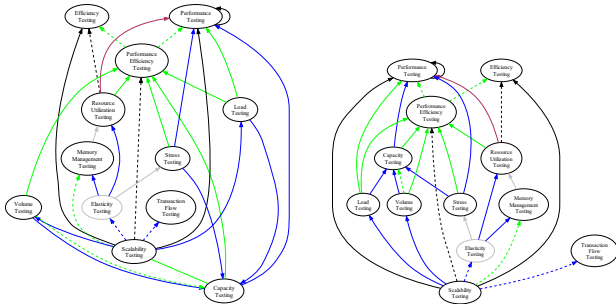 Efficiency
Testing
Performance
Testing
Performance
Efficiency
Testing
Resource
Utilization
Testing
Load
Testing
Memory
Management
Testing
Stress
Testing
Volume
Testing
Elasticity
Testing
Transaction
Flow
Testing
Scalability
Testing
Capacity
Testing
Performance
Testing
Efficiency
Testing
Performance
Efficiency
Testing
Capacity
Testing
Resource
Utilization
Testing
Load
Testing
Volume
Testing
Stress
Testing
Memory
Management
Testing
Elasticity
Testing
Transaction
Flow
Testing
Scalability
Testing